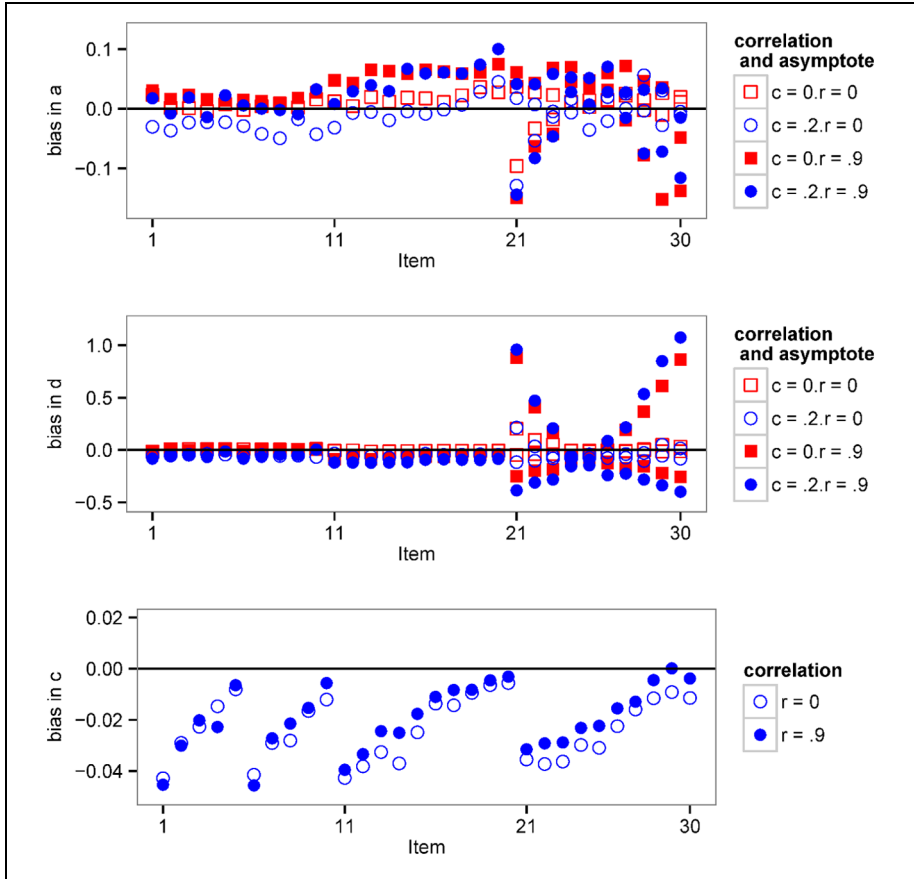 0.1
0.0
−0.1
bias in a
1
11
21
30
Item
correlation
and asymptote
c = 0.r = 0
c = .2.r = 0
c = 0.r = .9
c = .2.r = .9
1.0
0.5
0.0
−0.5
bias in d
1
11
21
30
Item
correlation
and asymptote
c = 0.r = 0
c = .2.r = 0
c = 0.r = .9
c = .2.r = .9
0.02
0.00
−0.02
−0.04
bias in c
1
11
21
30
Item
correlation
r = 0
r = .9